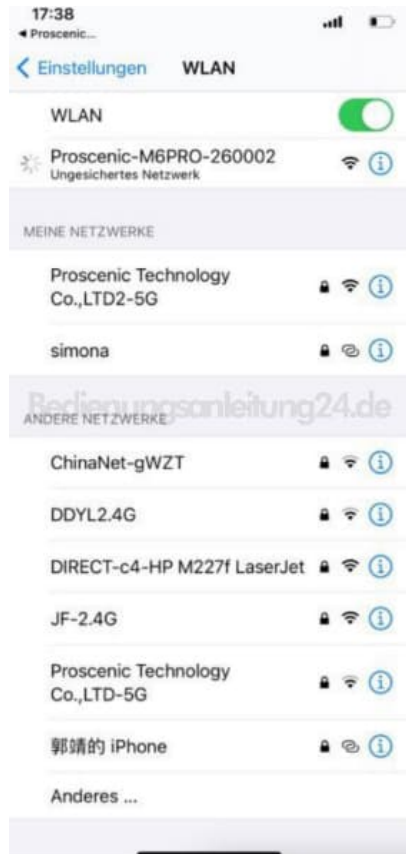 17:38
Proscenic...
Einstellungen WLAN
WLAN
Proscenic-M6PRO-260002
Ungesichertes Netzwerk
MEINE NETZWERKE
Proscenic Technology
Co.,LTD2-5G
simona
Bedienungsanleitung24.de
ANDERE NETZWERKE
ChinaNet-gWZT
DDYL2.4G
DIRECT-c4-HP M227f LaserJet
JF-2.4G
Proscenic Technology
Co.,LTD-5G
郭靖的 iPhone
Anderes ...